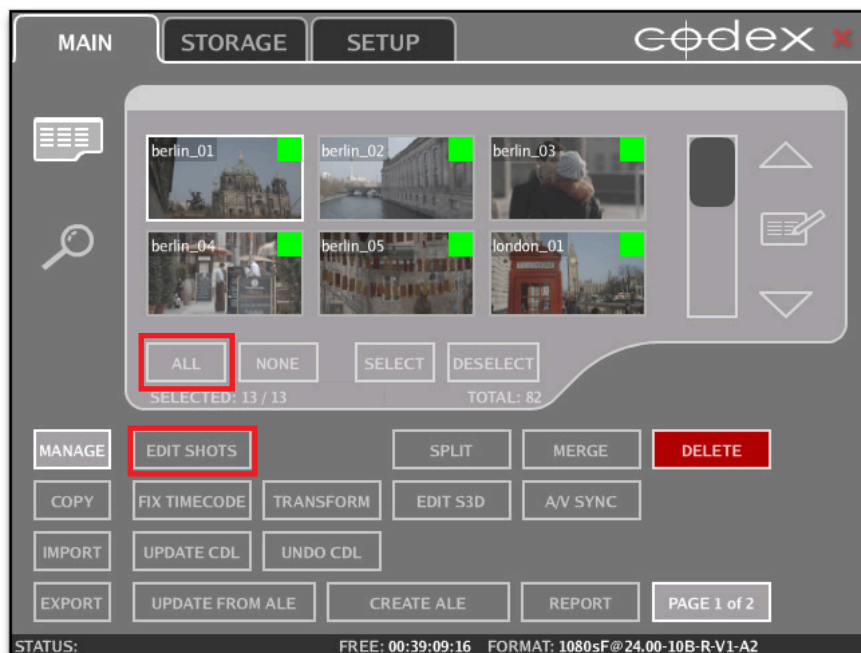 MAIN STORAGE SETUP codex
berlin_01 berlin_02 berlin_03
berlin_04 berlin_05 london_01
TELEPHONE
ALL NONE SELECT DESELECT
SELECTED: 13 / 13 TOTAL: 82
MANAGE EDIT SHOTS SPLIT MERGE DELETE
COPY FIX TIMECODE TRANSFORM EDIT S3D A/V SYNC
IMPORT UPDATE CDL UNDO CDL
EXPORT UPDATE FROM ALE CREATE ALE REPORT PAGE 1 of 2
STATUS: FREE: 00:39:09:16 FORMAT: 1080sF@24.00-10B-R-V1-A2